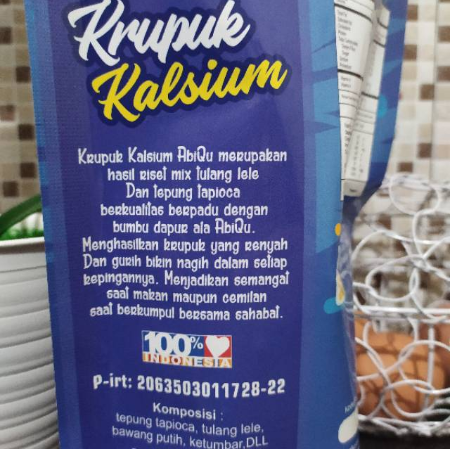 Krupuk
Kalsium
Krupuk Kalsium AbiQu merupakan
hasil riset mix tulang lele
Dan tepung tapioca
berkualitas berpadu dengan
bumbu dapur ala AbiQu.
Menghasilkan krupuk yang renyah
Dan gurih bikin nagih dalam setiap
kepingannya. Menjadikan semangat
saat makan maupun cemilan
saat berkumpul bersama sahabat.
100%
INDONESIA
P-irt: 2063503011728-22
Komposisi :
tepung tapioca, tulang lele,
bawang putih, ketumbar,DLL